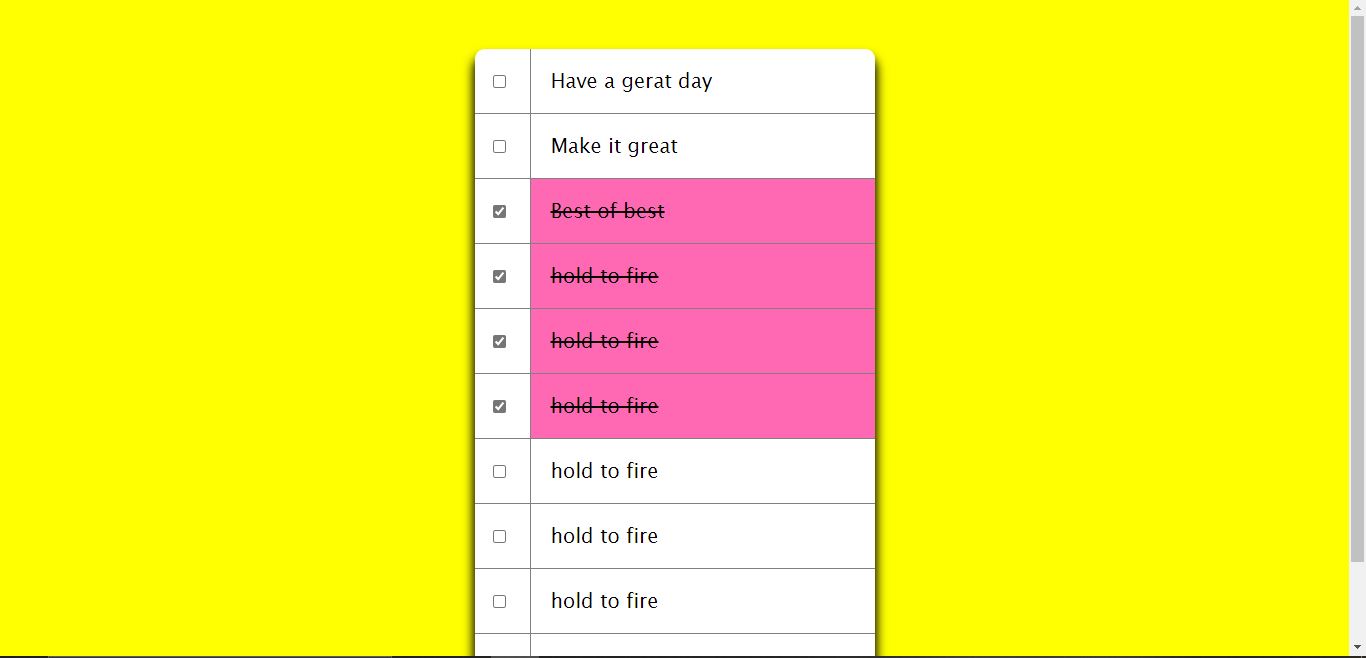 Have a gerat day
Make it great
Best of best
hold to fire
hold to fire
hold to fire
hold to fire
hold to fire
hold to fire